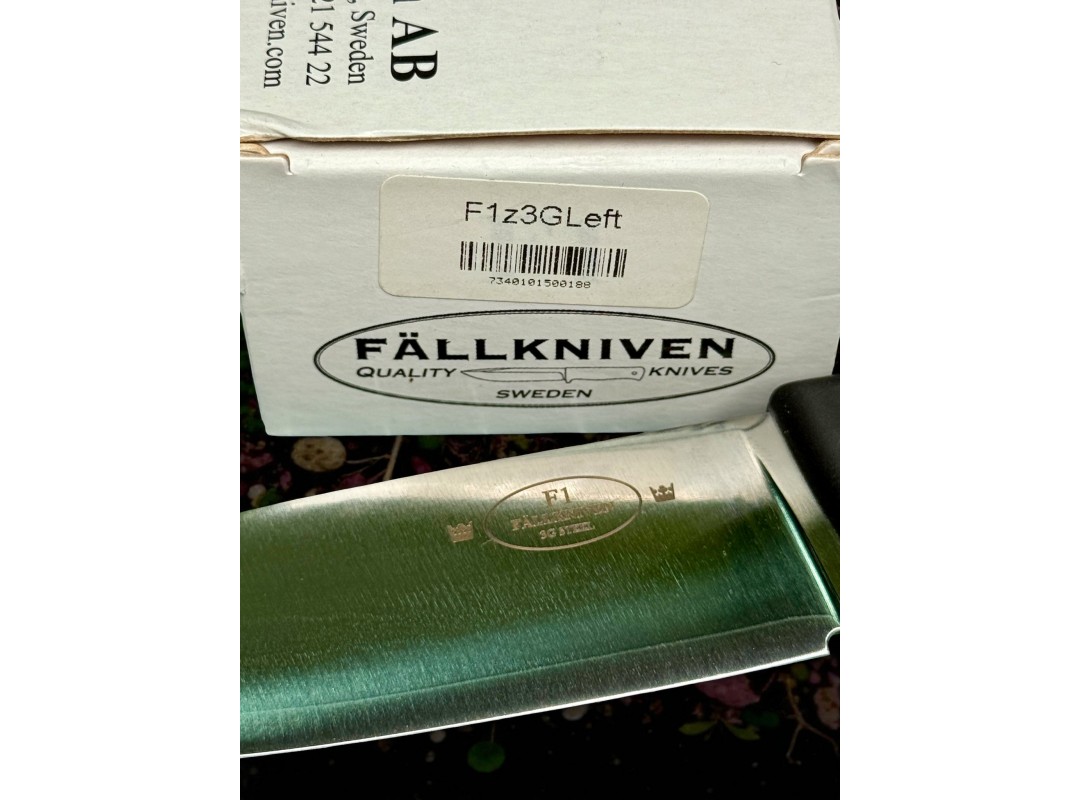 AB
, Sweden
21 544 22
iven.com
F1z3GLeft
7340101500188
FÄLLKNIVEN
QUALITY KNIVES
SWEDEN
F1
FÄLLKNIVEN
3G STEEL